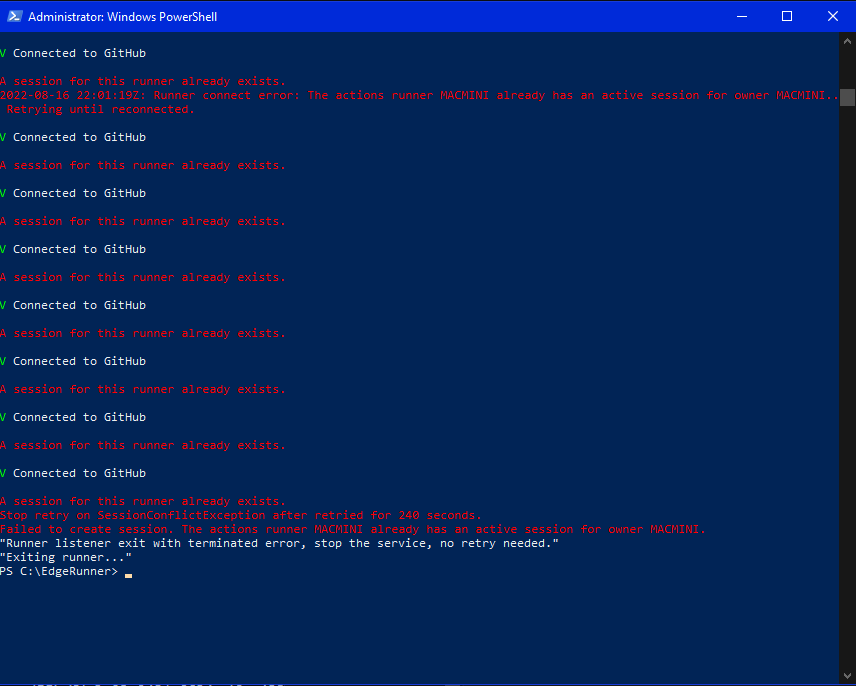 Administrator: Windows PowerShell
√ Connected to GitHub
A session for this runner already exists.
2022-08-16 22:01:19Z: Runner connect error: The actions runner MACMINI already has an active session for owner MACMINI..
Retrying until reconnected.
√ Connected to GitHub
A session for this runner already exists.
√ Connected to GitHub
A session for this runner already exists.
√ Connected to GitHub
A session for this runner already exists.
√ Connected to GitHub
A session for this runner already exists.
√ Connected to GitHub
A session for this runner already exists.
√ Connected to GitHub
A session for this runner already exists.
√ Connected to GitHub
A session for this runner already exists.
Stop retry on SessionConflictException after retried for 240 seconds.
Failed to create session. The actions runner MACMINI already has an active session for owner MACMINI.
"Runner listener exit with terminated error, stop the service, no retry needed."
"Exiting runner..."
PS C:\EdgeRunner>